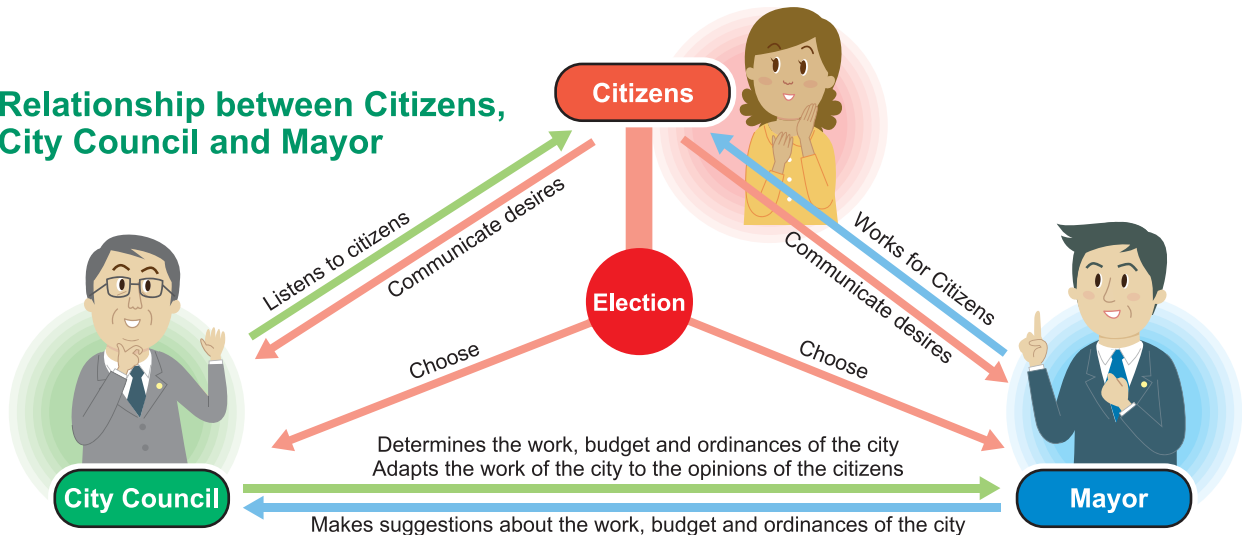 Relationship between Citizens,
City Council and Mayor
Citizens
Listens to citizens
Communicate desires
Works for Citizens
Communicate desires
Election
Choose
Choose
Determines the work, budget and ordinances of the city
Adapts the work of the city to the opinions of the citizens
City Council
Mayor
Makes suggestions about the work, budget and ordinances of the city